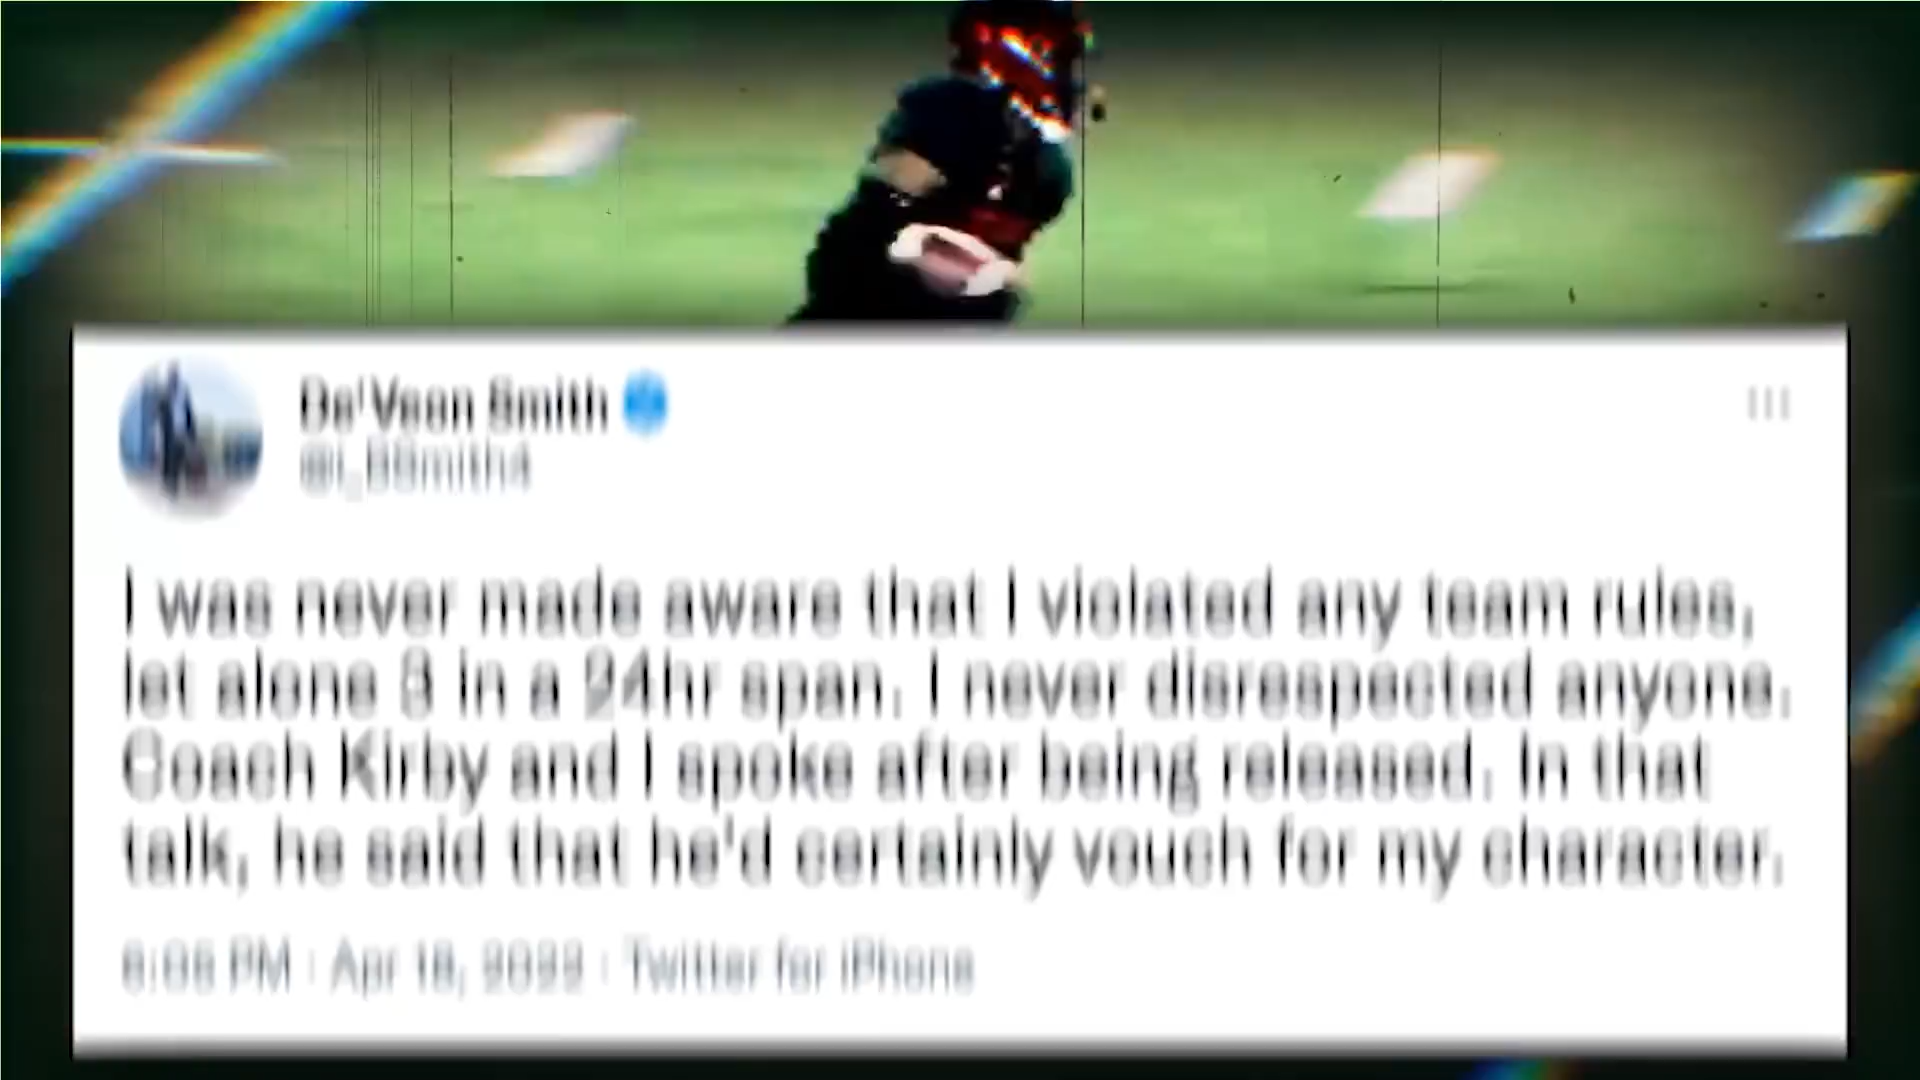 De'Veon Smith
I was never made aware that I violated any team rules,
let alone 3 in a 24hr span. I never disrespected anyone.
Coach Kirby and I spoke after being released. In that
talk, he said that he'd certainly vouch for my character.
PM · Apr 2022 · Twitter for iPhone